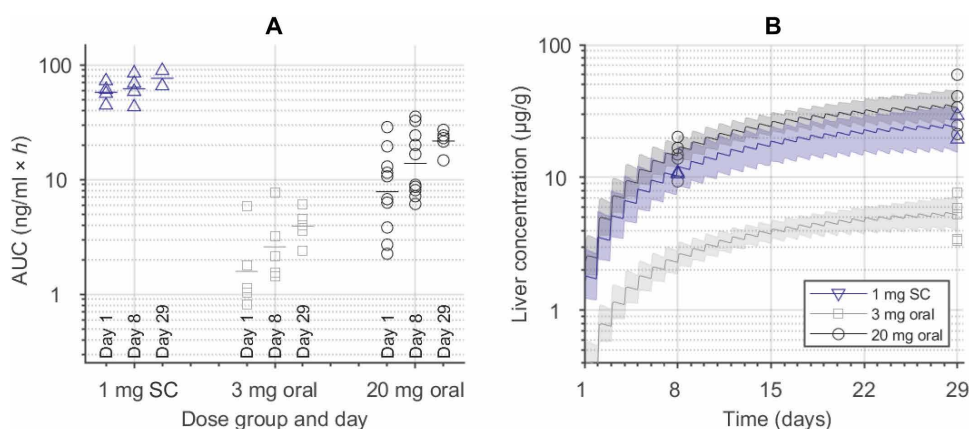 A
AUC (ng/ml × h)
100
10
1
Day 1
Day 8
Day 29
Day 1
Day 8
Day 29
Day 1
Day 8
Day 29
1 mg SC
3 mg oral
20 mg oral
Dose group and day
B
Liver concentration (µg/g)
100
10
1
1 mg SC
3 mg oral
20 mg oral
1
8
15
22
29
Time (days)